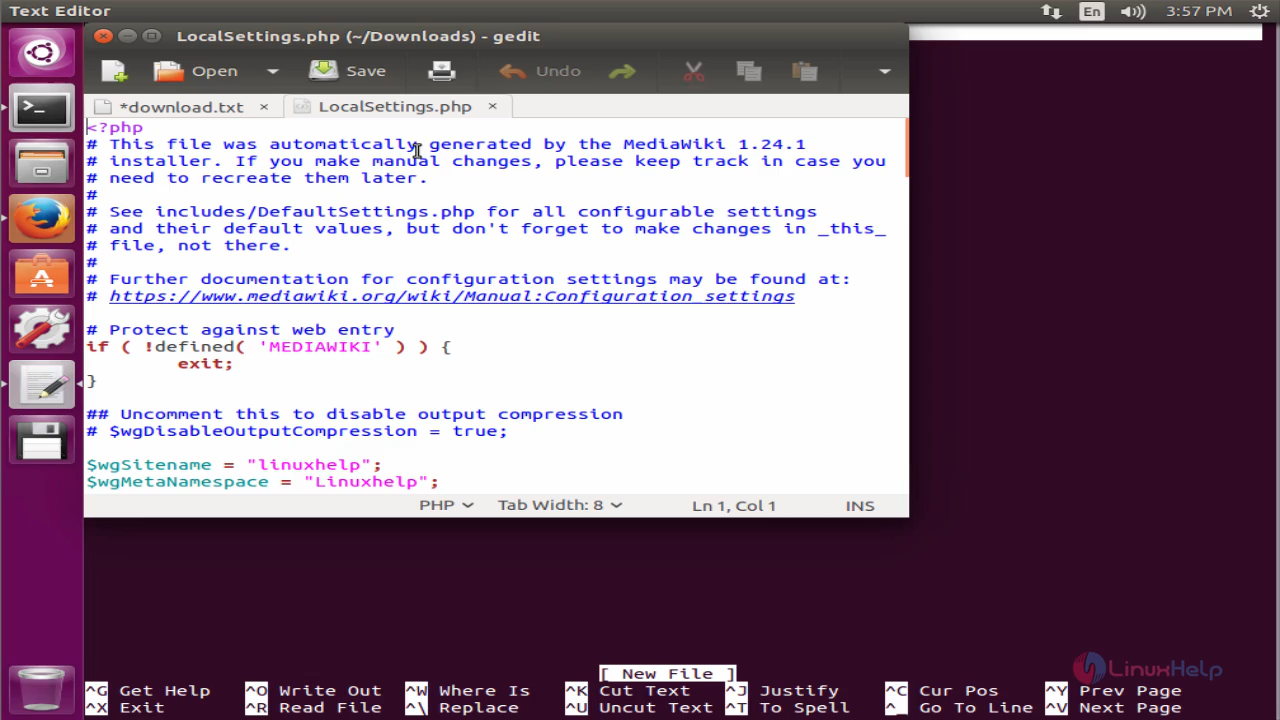 Text Editor
En
3:57 PM
LocalSettings.php (~/Downloads) - gedit
Open
Save
Undo
*download.txt ×
LocalSettings.php ×
<?php
# This file was automatically generated by the MediaWiki 1.24.1
# installer. If you make manual changes, please keep track in case you
# need to recreate them later.
#
# See includes/DefaultSettings.php for all configurable settings
# and their default values, but don't forget to make changes in _this_
# file, not there.
#
# Further documentation for configuration settings may be found at:
# https://www.mediawiki.org/wiki/Manual:Configuration_settings
# Protect against web entry
if ( !defined( 'MEDIAWIKI' ) ) {
exit;
}
## Uncomment this to disable output compression
# $wgDisableOutputCompression = true;
$wgSitename = "linuxhelp";
$wgMetaNamespace = "Linuxhelp";
PHP
Tab Width: 8
Ln 1, Col 1
INS
[ New File ]
^G Get Help ^O Write Out ^W Where Is ^K Cut Text ^J Justify ^C Cur Pos ^Y Prev Page
^X Exit ^R Read File ^\ Replace ^U Uncut Text ^T To Spell ^_ Go To Line ^V Next Page
LinuxHelp